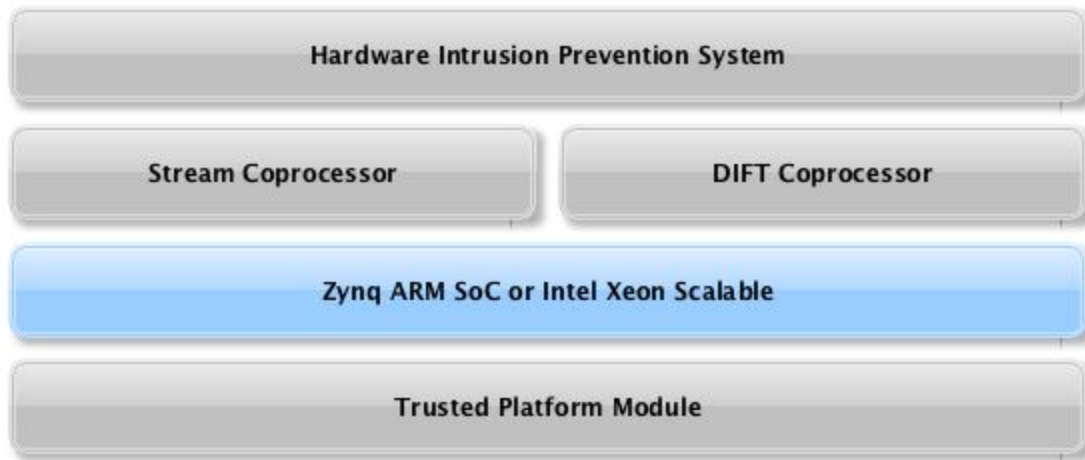 Hardware Intrusion Prevention System
Stream Coprocessor
DIFT Coprocessor
Zynq ARM SoC or Intel Xeon Scalable
Trusted Platform Module